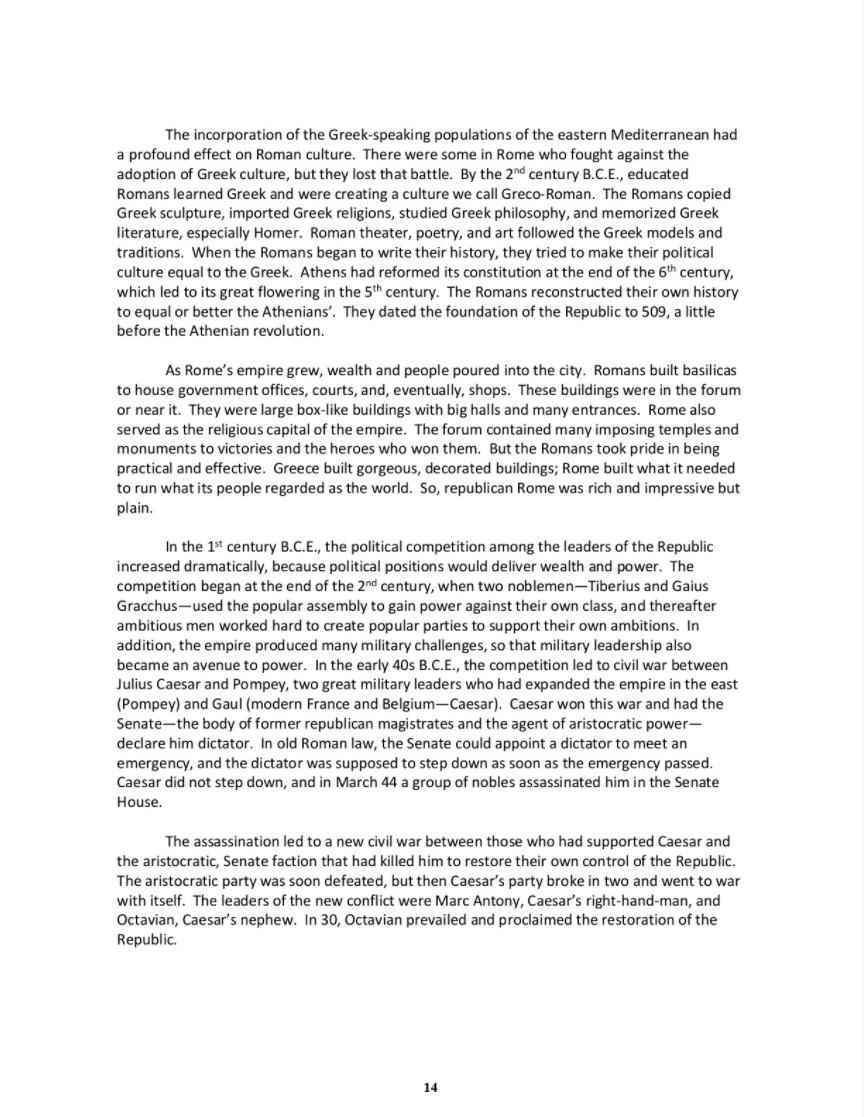 The incorporation of the Greek-speaking populations of the eastern Mediterranean had
a profound effect on Roman culture.  There were some in Rome who fought against the
adoption of Greek culture, but they lost that battle.  By the 2nd century B.C.E., educated
Romans learned Greek and were creating a culture we call Greco-Roman.  The Romans copied
Greek sculpture, imported Greek religions, studied Greek philosophy, and memorized Greek
literature, especially Homer.  Roman theater, poetry, and art followed the Greek models and
traditions.  When the Romans began to write their history, they tried to make their political
culture equal to the Greek.  Athens had reformed its constitution at the end of the 6th century,
which led to its great flowering in the 5th century.  The Romans reconstructed their own history
to equal or better the Athenians’.  They dated the foundation of the Republic to 509, a little
before the Athenian revolution.
As Rome’s empire grew, wealth and people poured into the city.  Romans built basilicas
to house government offices, courts, and, eventually, shops.  These buildings were in the forum
or near it.  They were large box-like buildings with big halls and many entrances.  Rome also
served as the religious capital of the empire.  The forum contained many imposing temples and
monuments to victories and the heroes who won them.  But the Romans took pride in being
practical and effective.  Greece built gorgeous, decorated buildings; Rome built what it needed
to run what its people regarded as the world.  So, republican Rome was rich and impressive but
plain.
In the 1st century B.C.E., the political competition among the leaders of the Republic
increased dramatically, because political positions would deliver wealth and power.  The
competition began at the end of the 2nd century, when two noblemen—Tiberius and Gaius
Gracchus—used the popular assembly to gain power against their own class, and thereafter
ambitious men worked hard to create popular parties to support their own ambitions.  In
addition, the empire produced many military challenges, so that military leadership also
became an avenue to power.  In the early 40s B.C.E., the competition led to civil war between
Julius Caesar and Pompey, two great military leaders who had expanded the empire in the east
(Pompey) and Gaul (modern France and Belgium—Caesar).  Caesar won this war and had the
Senate—the body of former republican magistrates and the agent of aristocratic power—
declare him dictator.  In old Roman law, the Senate could appoint a dictator to meet an
emergency, and the dictator was supposed to step down as soon as the emergency passed.
Caesar did not step down, and in March 44 a group of nobles assassinated him in the Senate
House.
The assassination led to a new civil war between those who had supported Caesar and
the aristocratic, Senate faction that had killed him to restore their own control of the Republic.
The aristocratic party was soon defeated, but then Caesar’s party broke in two and went to war
with itself.  The leaders of the new conflict were Marc Antony, Caesar’s right-hand-man, and
Octavian, Caesar’s nephew.  In 30, Octavian prevailed and proclaimed the restoration of the
Republic.
14